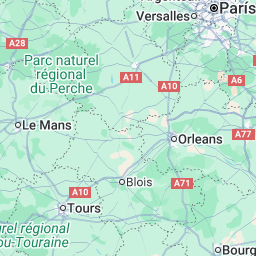 Versailles
París
A28
Parc naturel
régional
du Perche
A11
A10
A6
Le Mans
Orleans
A77
A10
Blois
A71
Tours
rel régional
ou-Touraine
Bourg